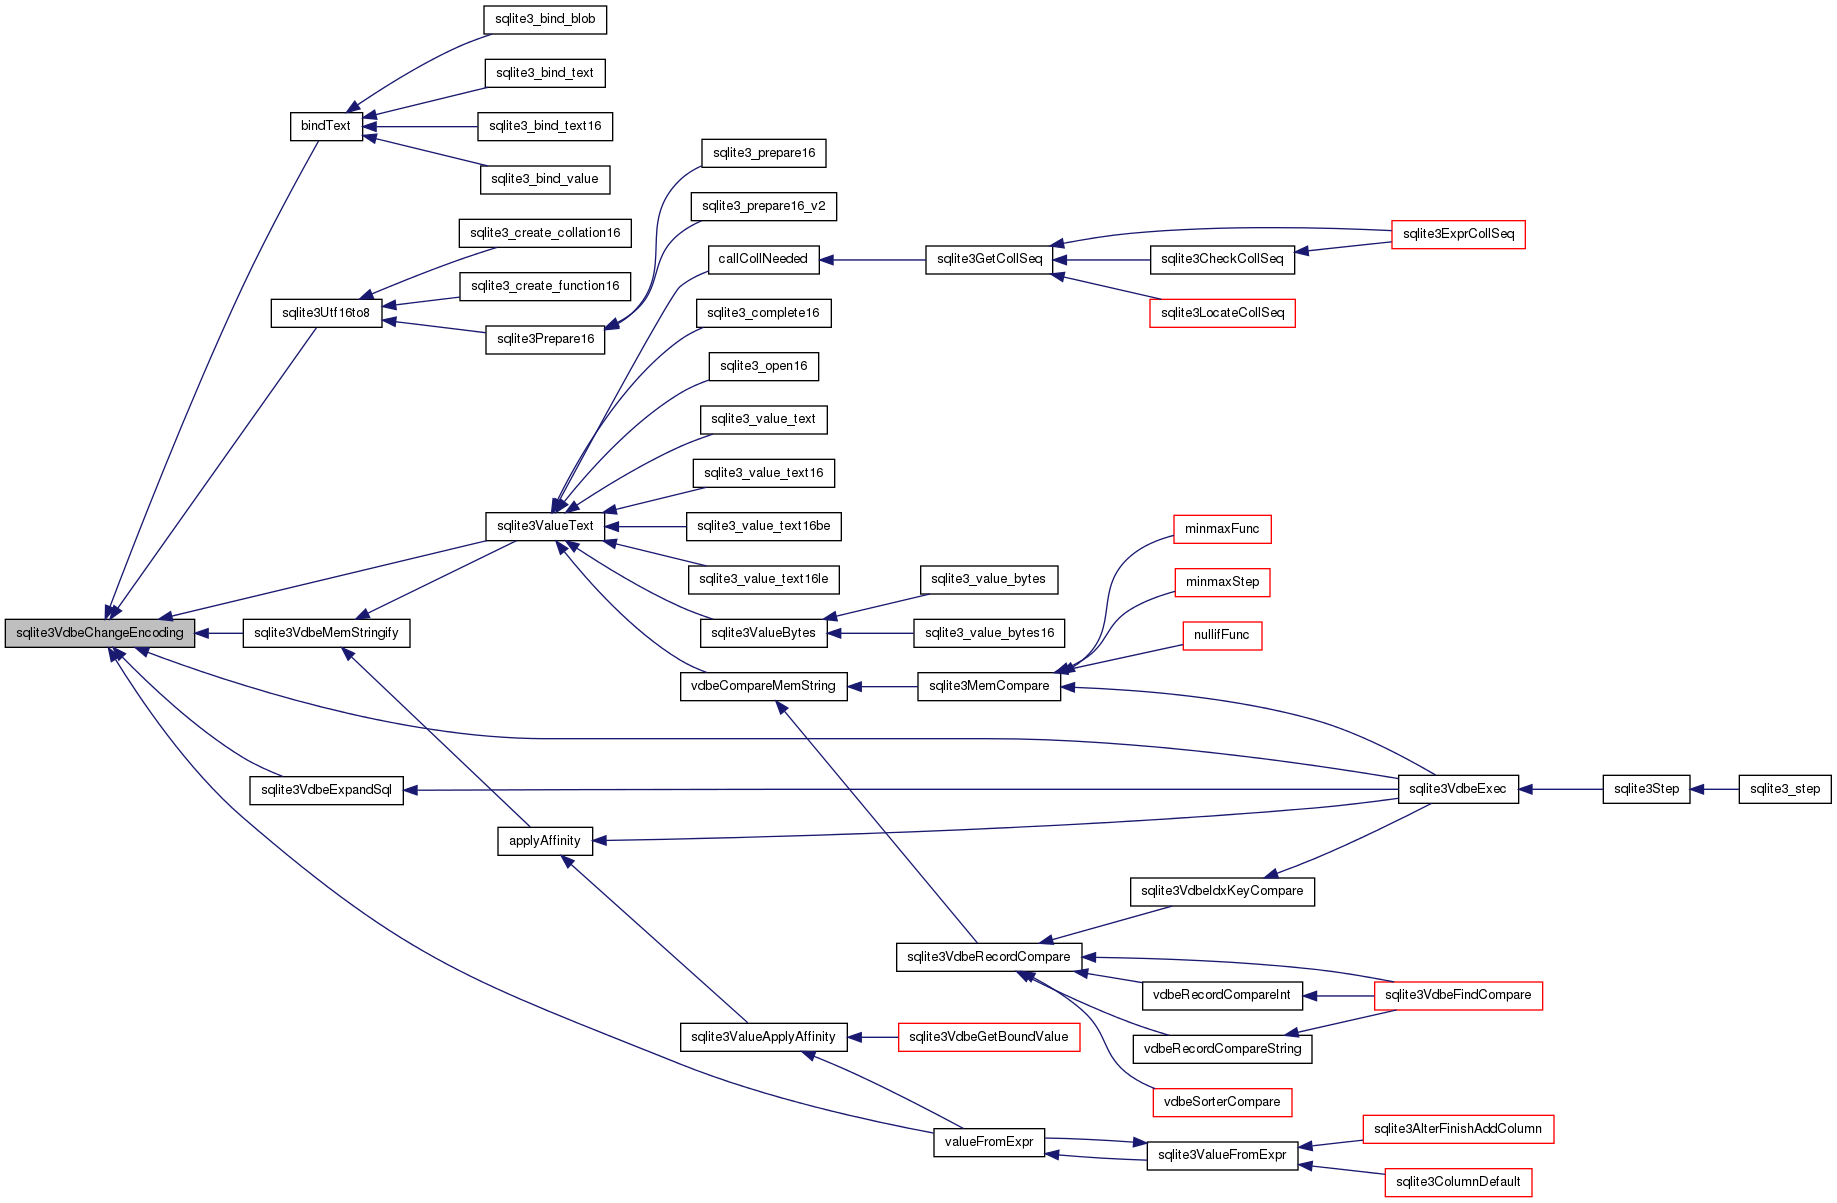 sqlite3_bind_blob
sqlite3_bind_text
bindText
sqlite3_bind_text16
sqlite3_prepare16
sqlite3_bind_value
sqlite3_prepare16_v2
sqlite3_create_collation16
sqlite3ExprCollSeq
callCollNeeded
sqlite3GetCollSeq
sqlite3CheckCollSeq
sqlite3_create_function16
sqlite3Utf16to8
sqlite3_complete16
sqlite3LocateCollSeq
sqlite3Prepare16
sqlite3_open16
sqlite3_value_text
sqlite3_value_text16
sqlite3ValueText
sqlite3_value_text16be
minmaxFunc
sqlite3_value_text16le
sqlite3_value_bytes
minmaxStep
sqlite3VdbeChangeEncoding
sqlite3VdbeMemStringify
sqlite3ValueBytes
sqlite3_value_bytes16
nullifFunc
vdbeCompareMemString
sqlite3MemCompare
sqlite3VdbeExpandSql
sqlite3VdbeExec
sqlite3Step
sqlite3_step
applyAffinity
sqlite3VdbeIdxKeyCompare
sqlite3VdbeRecordCompare
vdbeRecordCompareInt
sqlite3VdbeFindCompare
sqlite3ValueApplyAffinity
sqlite3VdbeGetBoundValue
vdbeRecordCompareString
vdbeSorterCompare
valueFromExpr
sqlite3ValueFromExpr
sqlite3AlterFinishAddColumn
sqlite3ColumnDefault